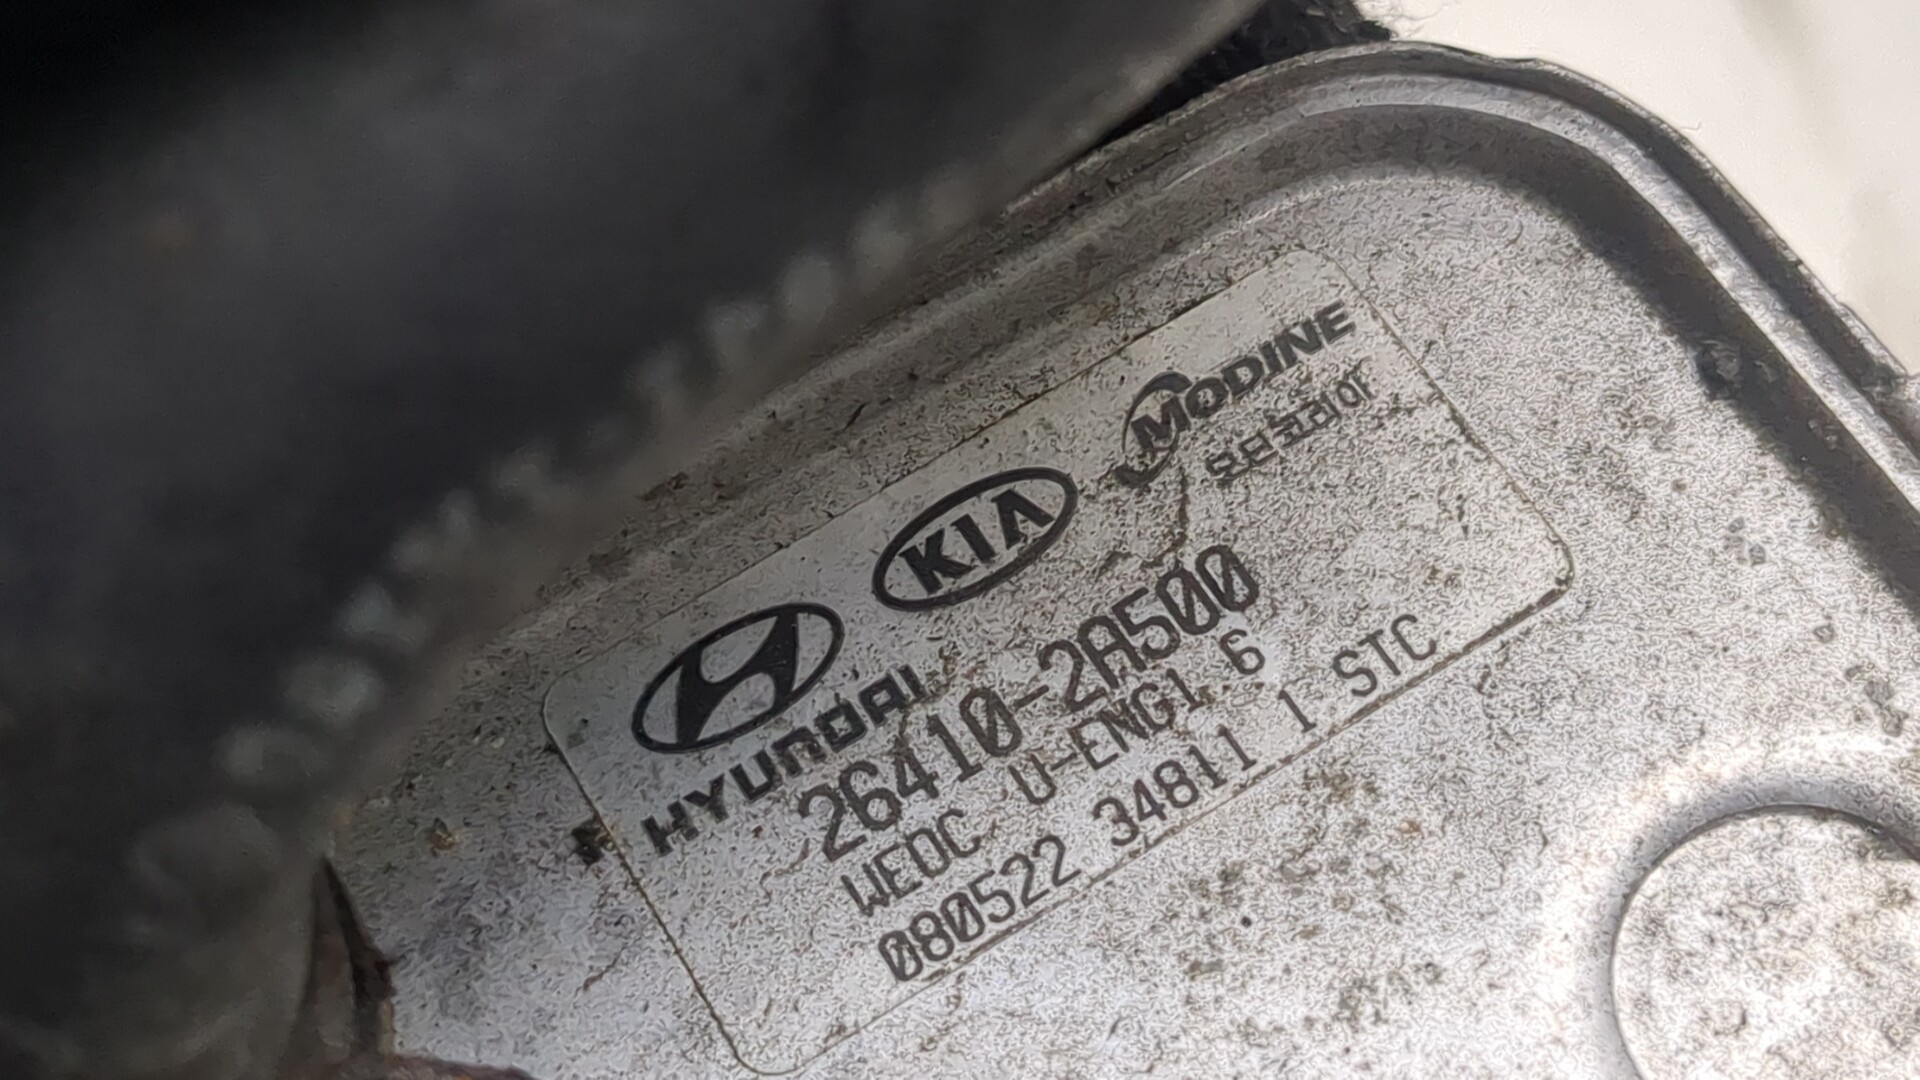 HYUNDAI KIA MODINE
모딘코리아
26410-2A500
WEOC U-ENG1.6
080522 34811 1 STC